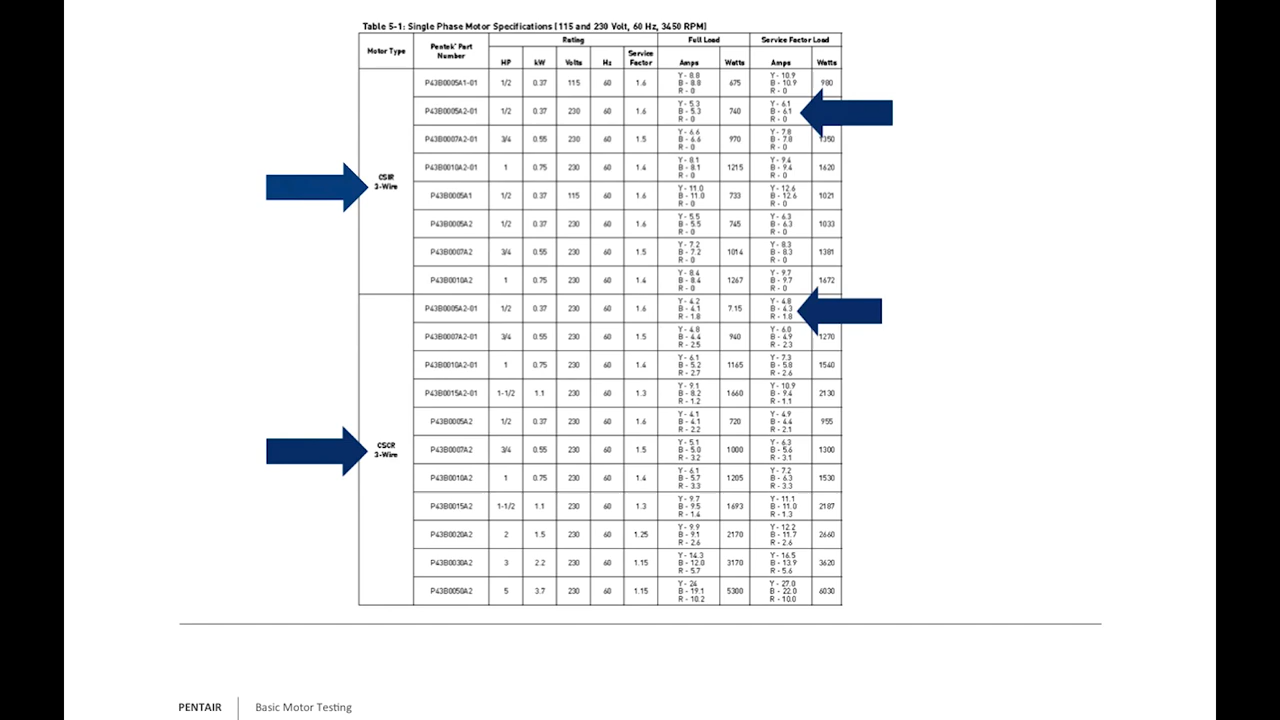 Table 5-1: Single Phase Motor Specifications (115 and 230 Volt, 60 Hz, 3450 RPM)
Motor Type Pentek® Part Number Rating Full Load Service Factor Load
HP kW Volts Hz Service Factor Amps Watts Amps Watts
CSIR 3-Wire
P43B0005A1-01 1/2 0.37 115 60 1.6 Y - 8.8 B - 8.8 R - 0 675 Y - 10.9 B - 10.9 R - 0 980
P43B0005A2-01 1/2 0.37 230 60 1.6 Y - 5.3 B - 5.3 R - 0 740 Y - 6.1 B - 6.1 R - 0
P43B0007A2-01 3/4 0.55 230 60 1.5 Y - 6.6 B - 6.6 R - 0 970 Y - 7.8 B - 7.8 R - 0 1350
P43B0010A2-01 1 0.75 230 60 1.4 Y - 8.1 B - 8.1 R - 0 1215 Y - 9.4 B - 9.4 R - 0 1620
P43B0005A1 1/2 0.37 115 60 1.6 Y - 11.0 B - 11.0 R - 0 733 Y - 12.6 B - 12.6 R - 0 1021
P43B0005A2 1/2 0.37 230 60 1.6 Y - 5.5 B - 5.5 R - 0 745 Y - 6.3 B - 6.3 R - 0 1033
P43B0007A2 3/4 0.55 230 60 1.5 Y - 7.2 B - 7.2 R - 0 1014 Y - 8.3 B - 8.3 R - 0 1381
P43B0010A2 1 0.75 230 60 1.4 Y - 8.4 B - 8.4 R - 0 1267 Y - 9.7 B - 9.7 R - 0 1672
CSCR 3-Wire
P43B0005A2-01 1/2 0.37 230 60 1.6 Y - 4.2 B - 4.1 R - 1.8 7.15 Y - 4.8 B - 4.3 R - 1.8
P43B0007A2-01 3/4 0.55 230 60 1.5 Y - 4.8 B - 4.4 R - 2.5 940 Y - 6.0 B - 4.9 R - 2.3 1270
P43B0010A2-01 1 0.75 230 60 1.4 Y - 6.1 B - 5.2 R - 2.7 1165 Y - 7.3 B - 5.8 R - 2.6 1540
P43B0015A2-01 1-1/2 1.1 230 60 1.3 Y - 9.1 B - 8.2 R - 1.2 1660 Y - 10.9 B - 9.4 R - 1.1 2130
P43B0005A2 1/2 0.37 230 60 1.6 Y - 4.1 B - 4.1 R - 2.2 720 Y - 4.9 B - 4.4 R - 2.1 955
P43B0007A2 3/4 0.55 230 60 1.5 Y - 5.1 B - 5.0 R - 3.2 1000 Y - 6.3 B - 5.6 R - 3.1 1300
P43B0010A2 1 0.75 230 60 1.4 Y - 6.1 B - 5.7 R - 3.3 1205 Y - 7.2 B - 6.3 R - 3.3 1530
P43B0015A2 1-1/2 1.1 230 60 1.3 Y - 9.7 B - 9.5 R - 1.4 1693 Y - 11.1 B - 11.0 R - 1.3 2187
P43B0020A2 2 1.5 230 60 1.25 Y - 9.9 B - 9.1 R - 2.6 2170 Y - 12.2 B - 11.7 R - 2.6 2660
P43B0030A2 3 2.2 230 60 1.15 Y - 14.3 B - 12.0 R - 5.7 3170 Y - 16.5 B - 13.9 R - 5.6 3620
P43B0050A2 5 3.7 230 60 1.15 Y - 24 B - 19.1 R - 10.2 5300 Y - 27.0 B - 22.0 R - 10.0 6030
PENTAIR Basic Motor Testing